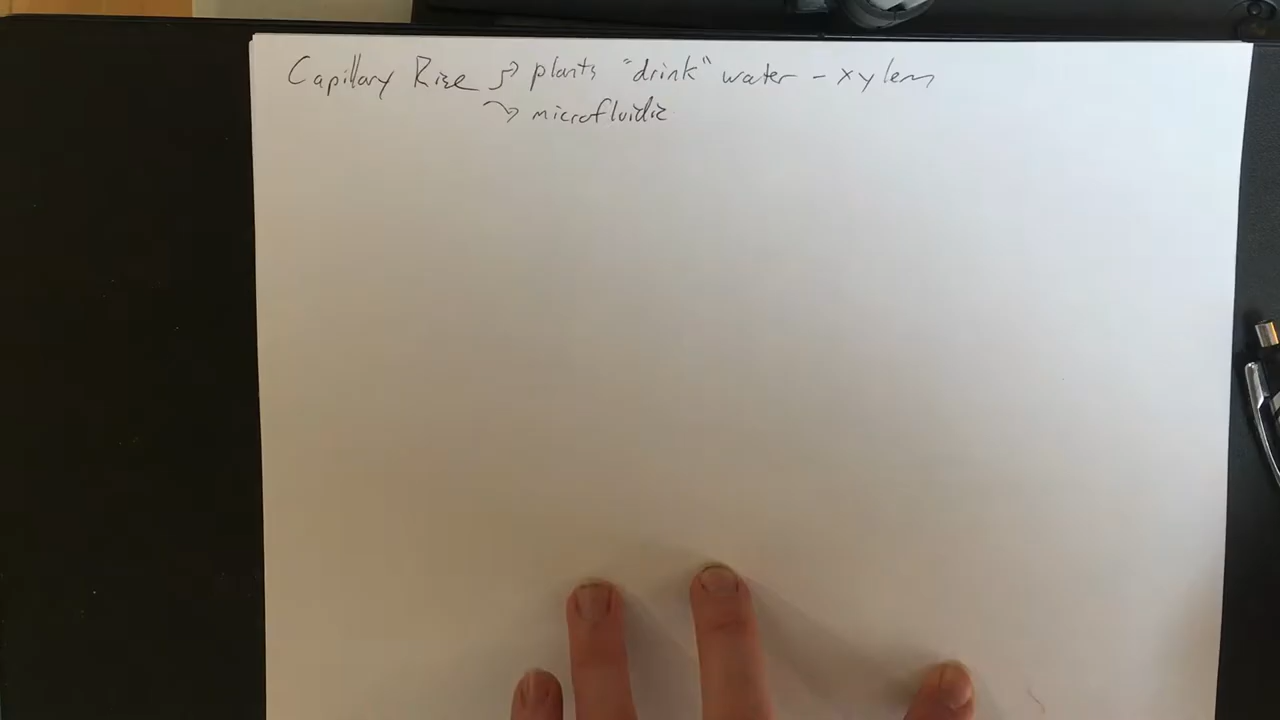 Capillary Rise → plants "drink" water - xylem
→ microfluidic